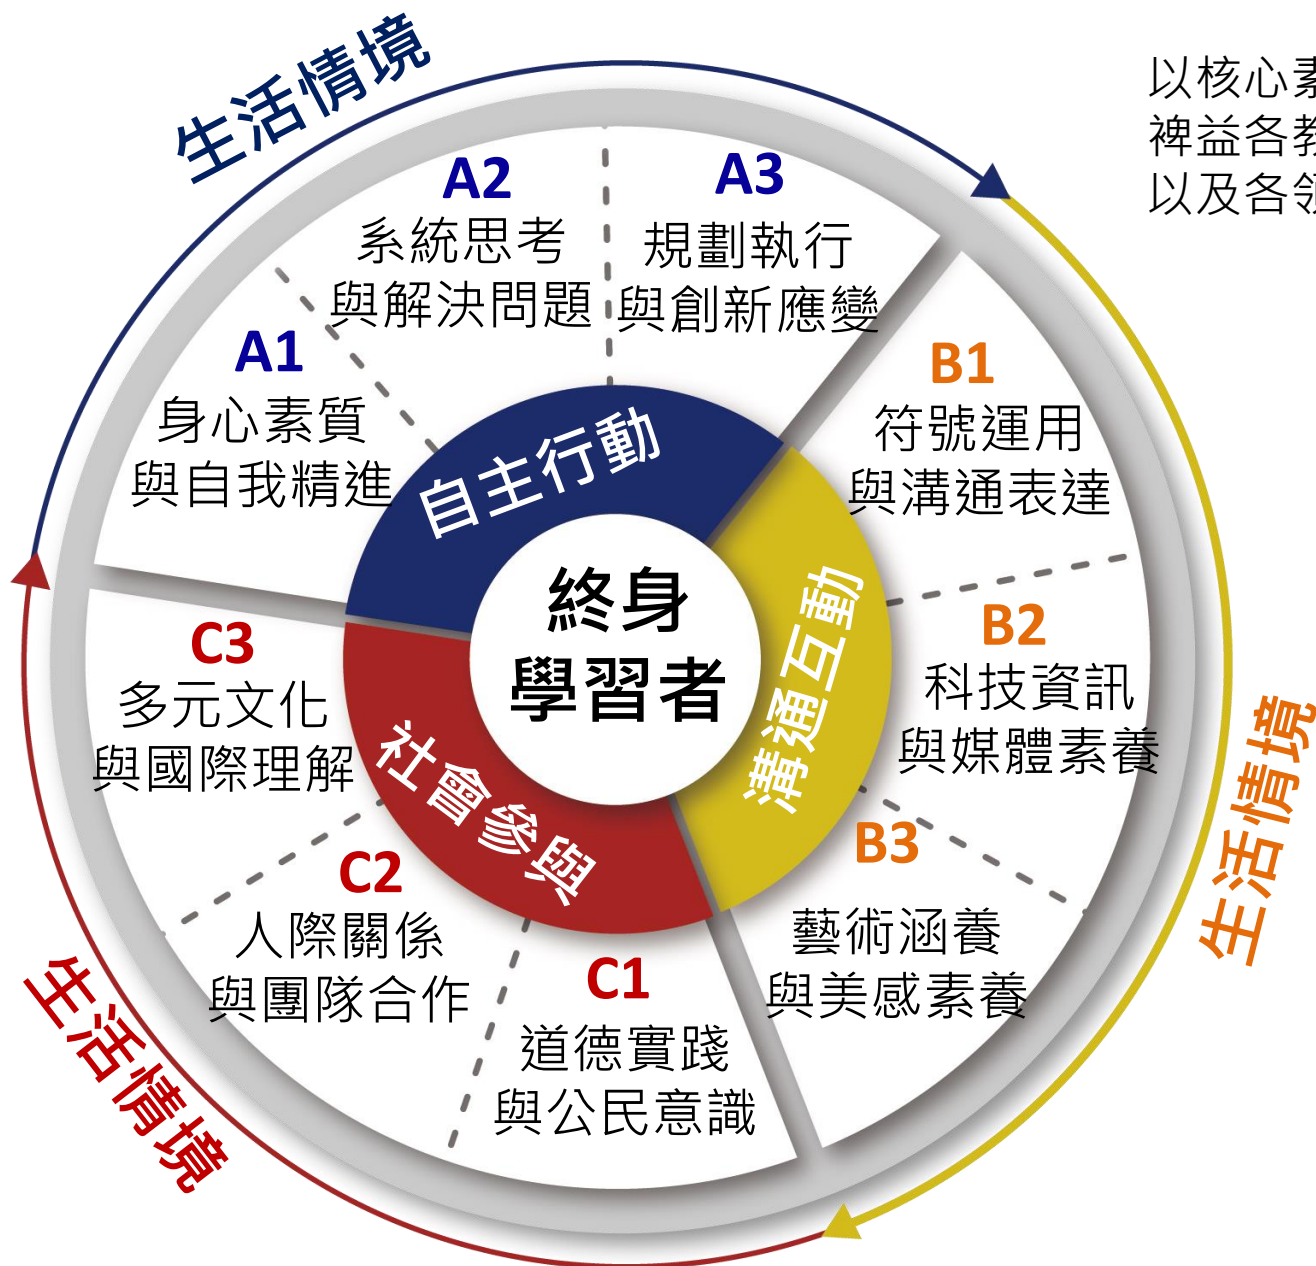 生活情境
以核心素
裨益各教
以及各領
A1
身心素質
與自我精進
A2
系統思考
與解決問題
A3
規劃執行
與創新應變
B1
符號運用
與溝通表達
B2
科技資訊
與媒體素養
B3
藝術涵養
與美感素養
C1
道德實踐
與公民意識
C2
人際關係
與團隊合作
C3
多元文化
與國際理解
自主行動
溝通互動
社會參與
終身
學習者
生活情境
生活情境